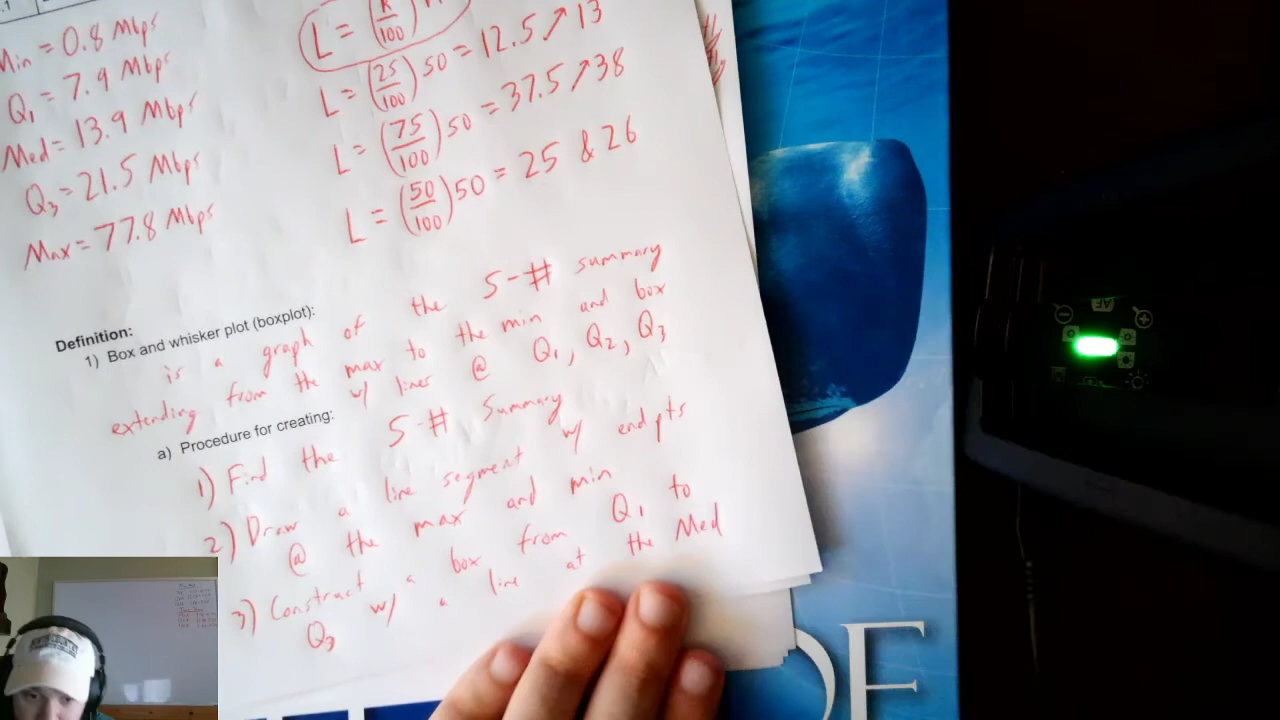 .1
Min = 0.8 Mbps
Q1 = 7.9 Mbps
Med = 13.9 Mbps
Q3 = 21.5 Mbps
Max = 77.8 Mbps
L = (k/100)
L = (25/100) 50 = 12.5 ↗ 13
L = (75/100) 50 = 37.5 ↗ 38
L = (50/100) 50 = 25 & 26
Definition:
1) Box and whisker plot (boxplot):
is a graph of the 5-# summary
extending from the max to the min and box
w/ lines @ Q1, Q2, Q3
a) Procedure for creating:
1) Find the 5-# Summary
2) Draw a line segment w/ endpts
@ the max and min
3) Construct a box from Q1 to
Q3 w/ a line at the Med
OF
AF